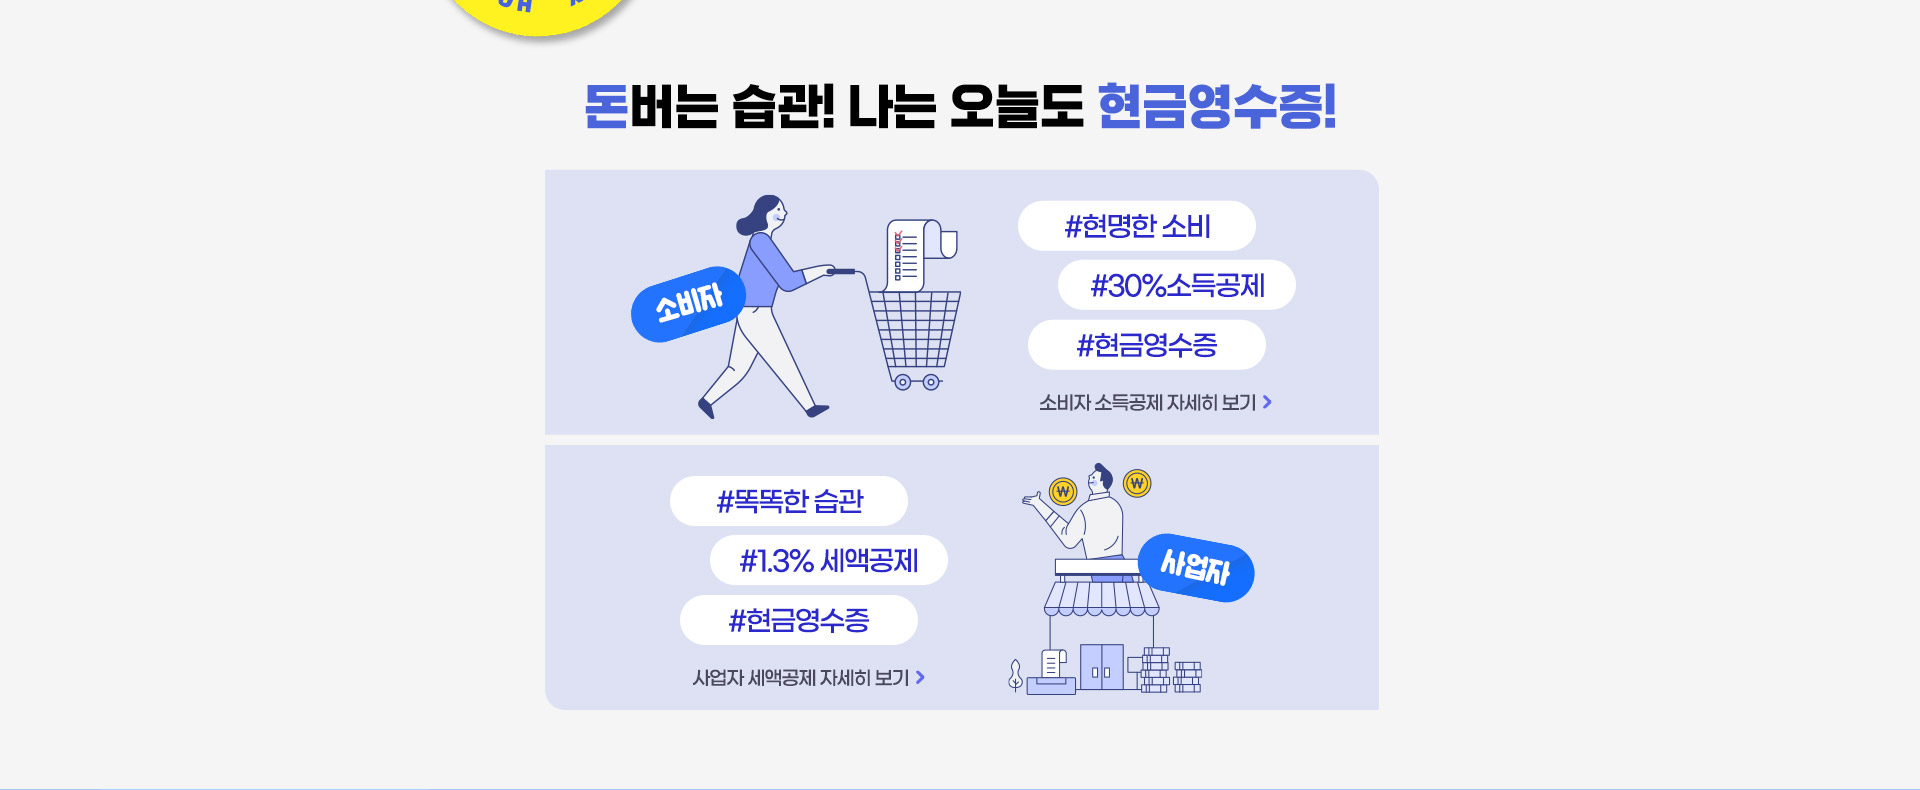 돈버는 습관! 나는 오늘도 현금영수증!
소비자
#현명한 소비
#30%소득공제
#현금영수증
소비자 소득공제 자세히 보기
#똑똑한 습관
#1.3% 세액공제
#현금영수증
사업자 세액공제 자세히 보기
₩
₩
사업자